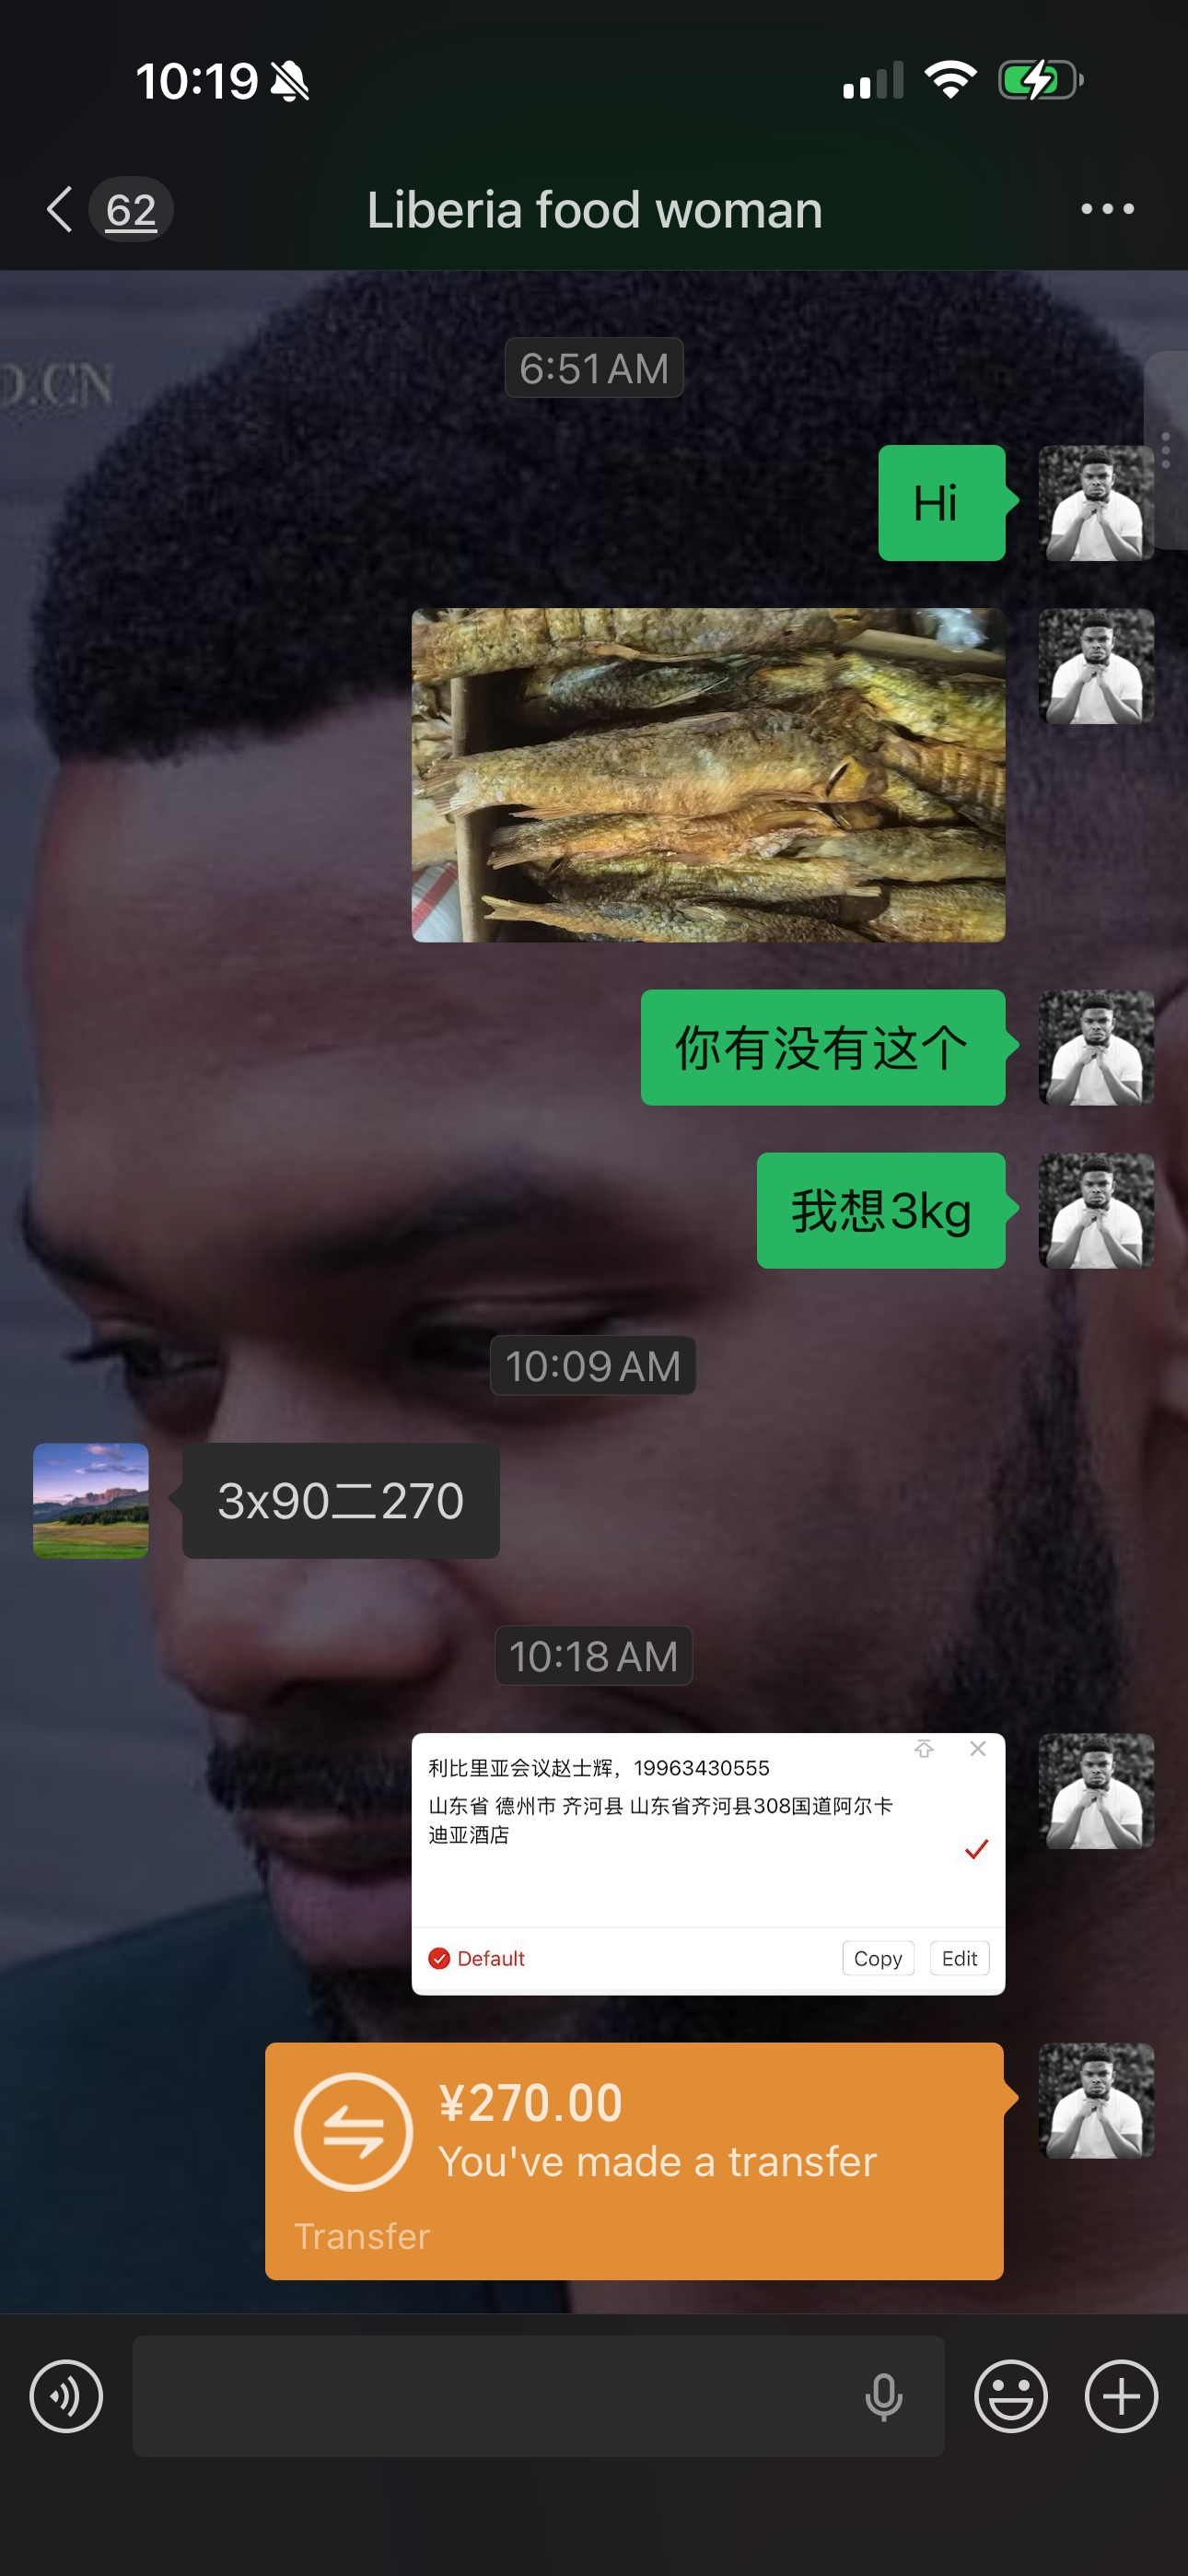 10:19
62
Liberia food woman
D.CN
6:51 AM
Hi
你有没有这个
我想3kg
10:09 AM
3x90二270
10:18 AM
利比里亚会议赵士辉，19963430555
山东省 德州市 齐河县 山东省齐河县308国道阿尔卡
迪亚酒店
Default
Copy
Edit
¥270.00
You've made a transfer
Transfer